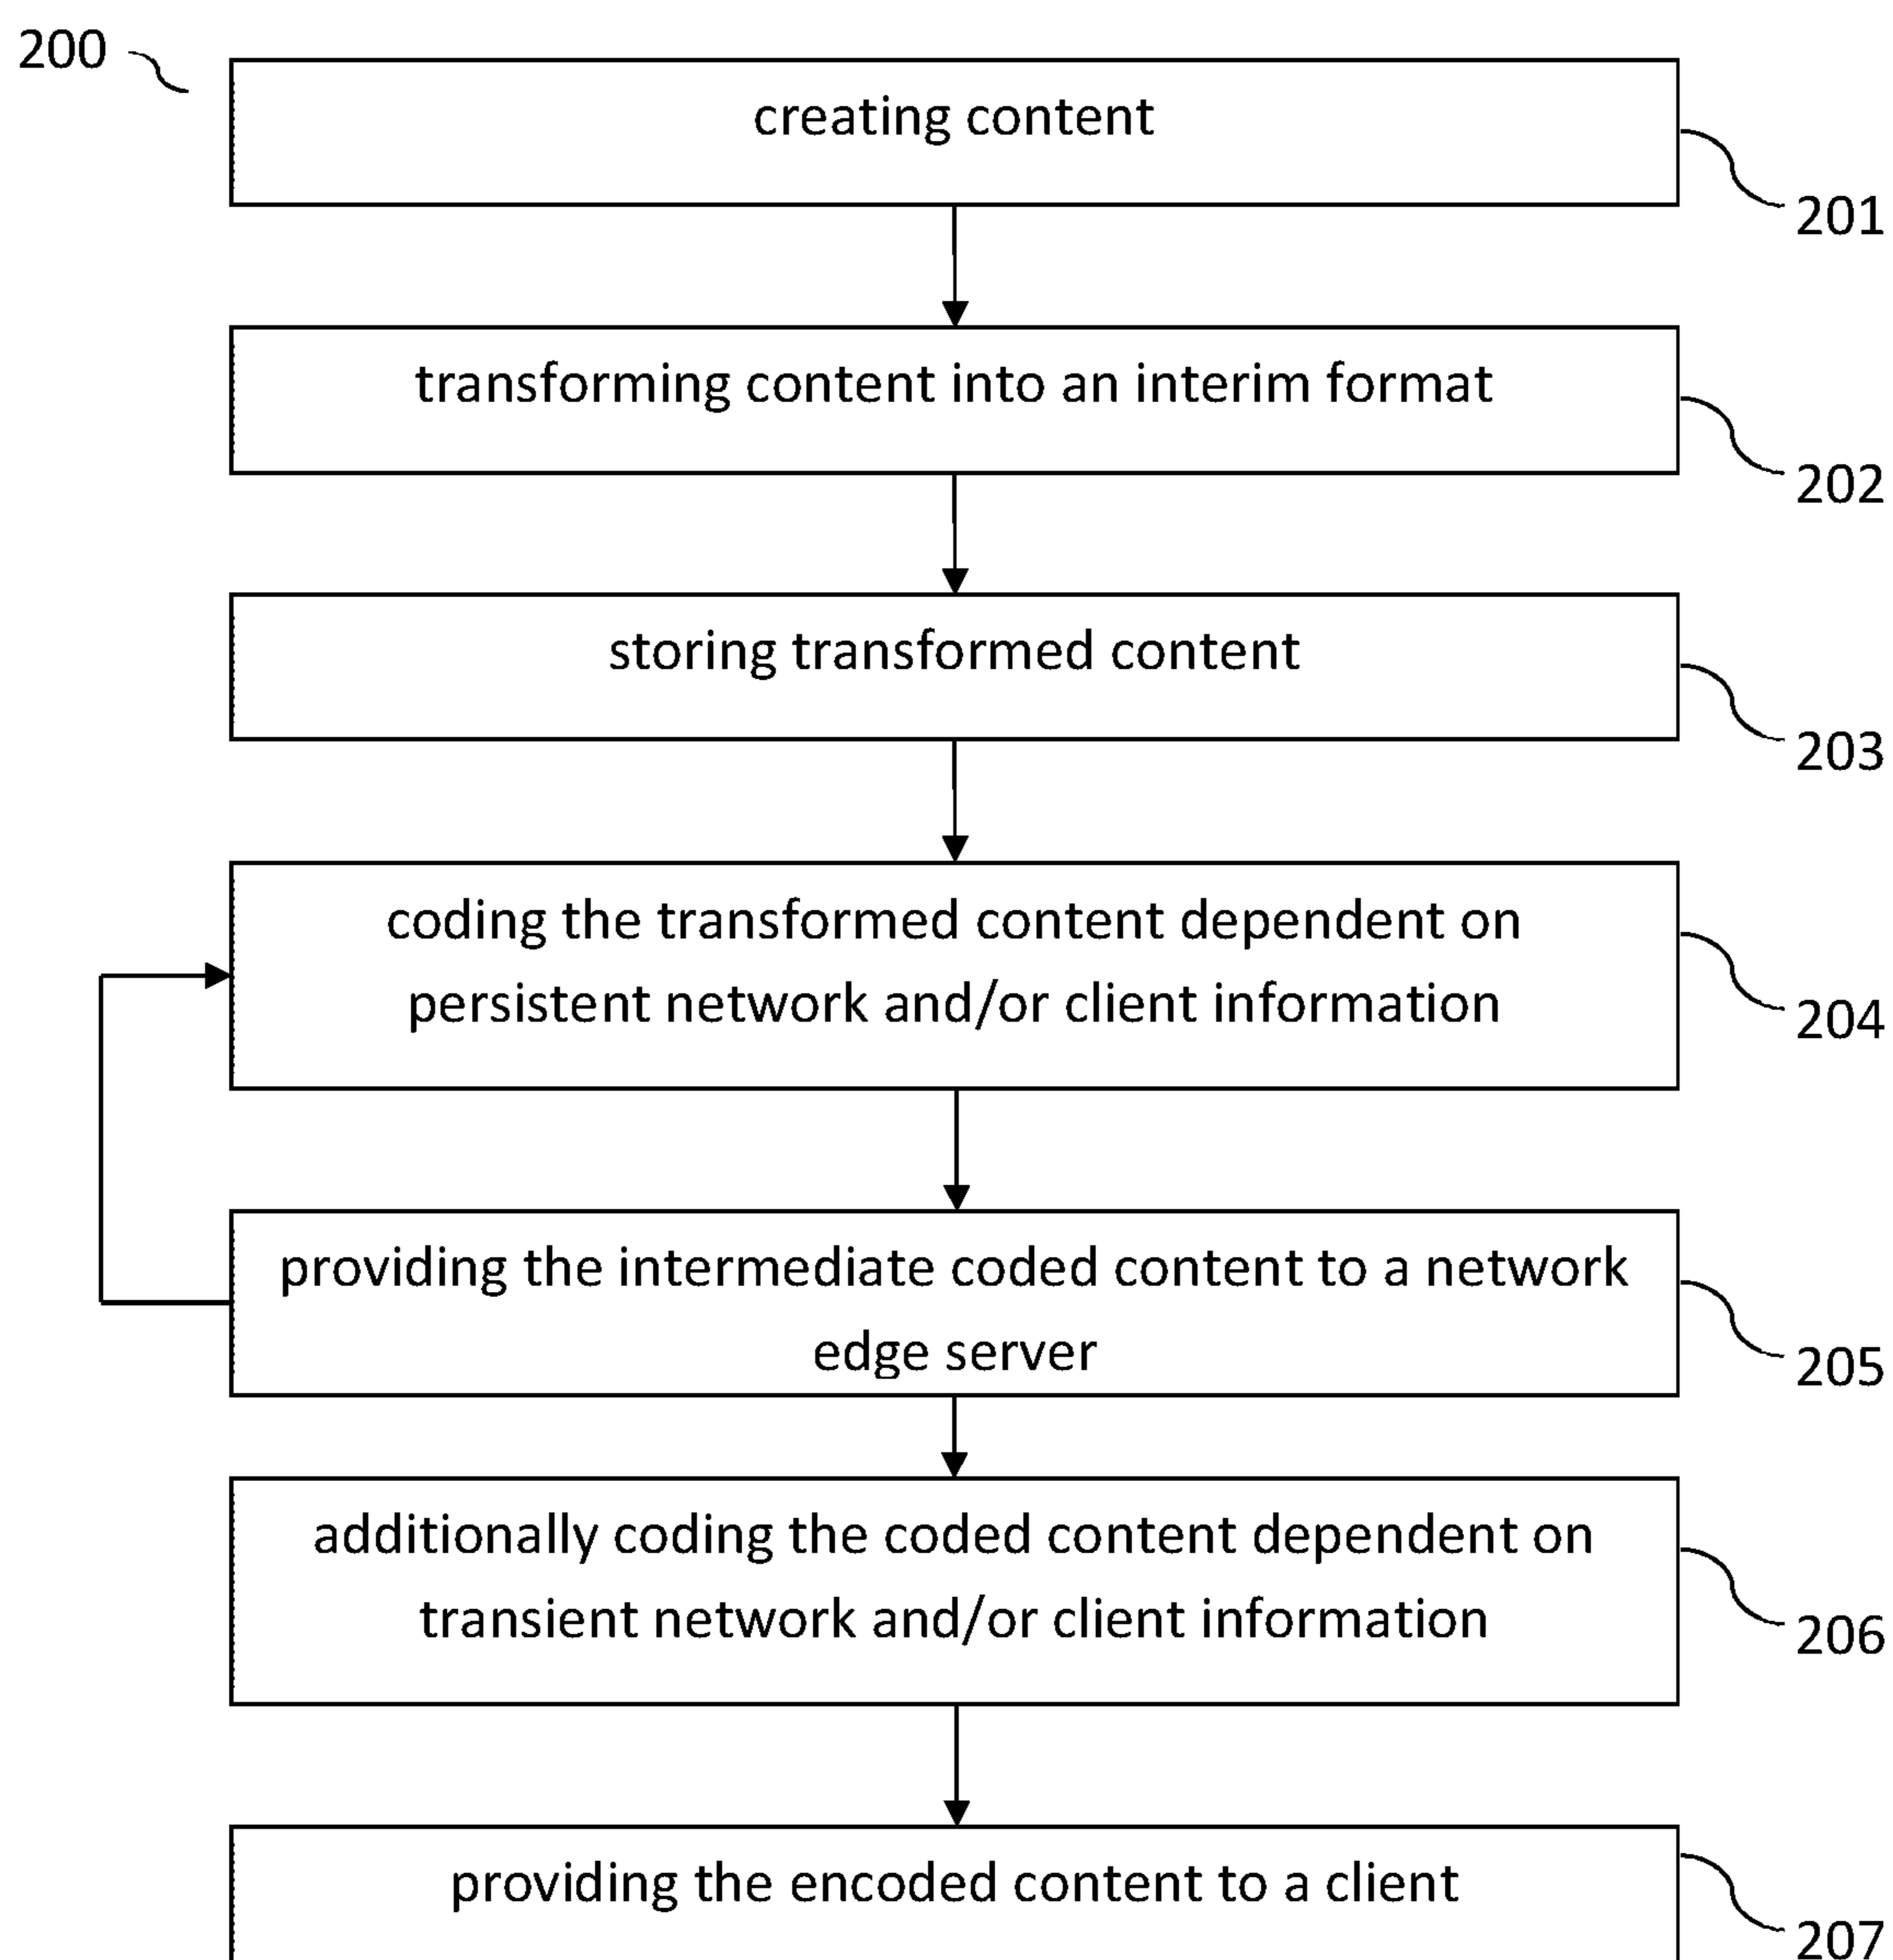 200
creating content
201
transforming content into an interim format
202
storing transformed content
203
coding the transformed content dependent on
persistent network and/or client information
204
providing the intermediate coded content to a network
edge server
205
additionally coding the coded content dependent on
transient network and/or client information
206
providing the encoded content to a client
207